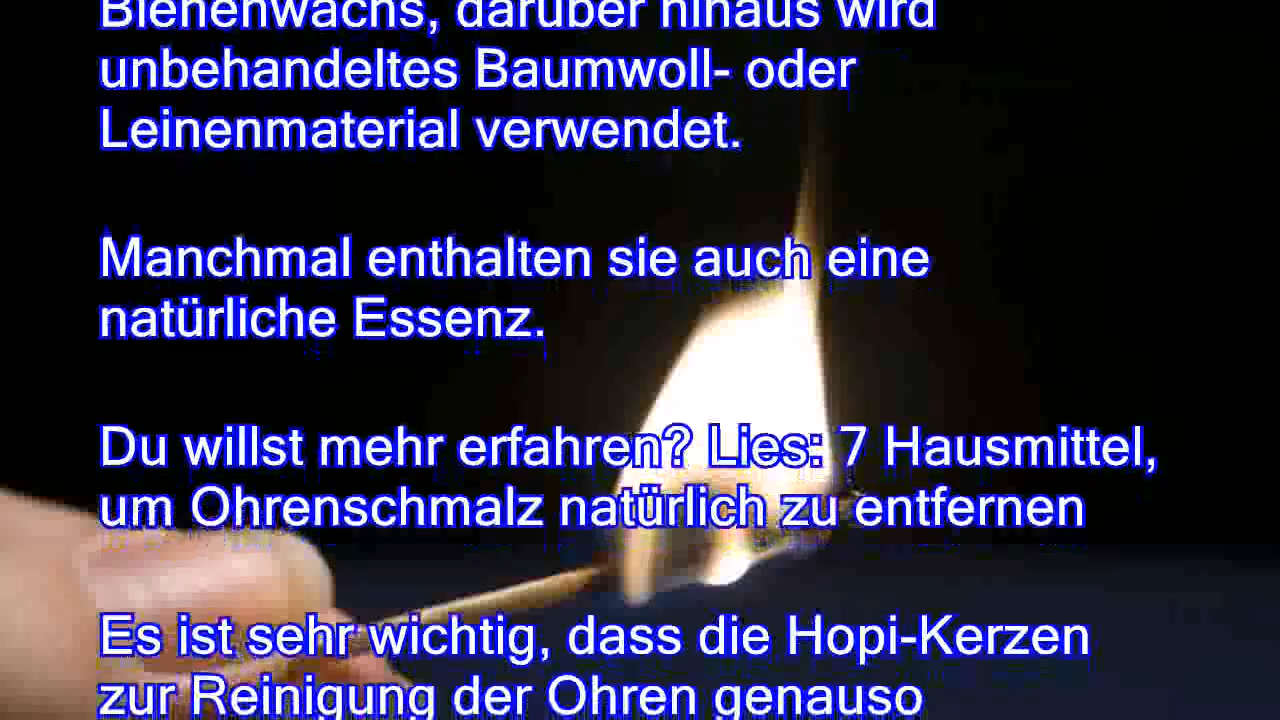 Bienenwachs, darüber hinaus wird
unbehandeltes Baumwoll- oder
Leinenmaterial verwendet.
Manchmal enthalten sie auch eine
natürliche Essenz.
Du willst mehr erfahren? Lies: 7 Hausmittel,
um Ohrenschmalz natürlich zu entfernen
Es ist sehr wichtig, dass die Hopi-Kerzen
zur Reinigung der Ohren genauso